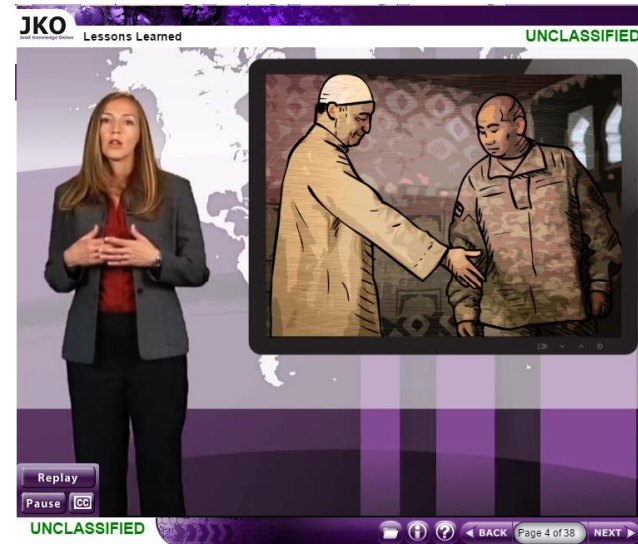 JKO
Joint Knowledge Online
Lessons Learned
UNCLASSIFIED
Replay
Pause CC
UNCLASSIFIED
BACK Page 4 of 38 NEXT